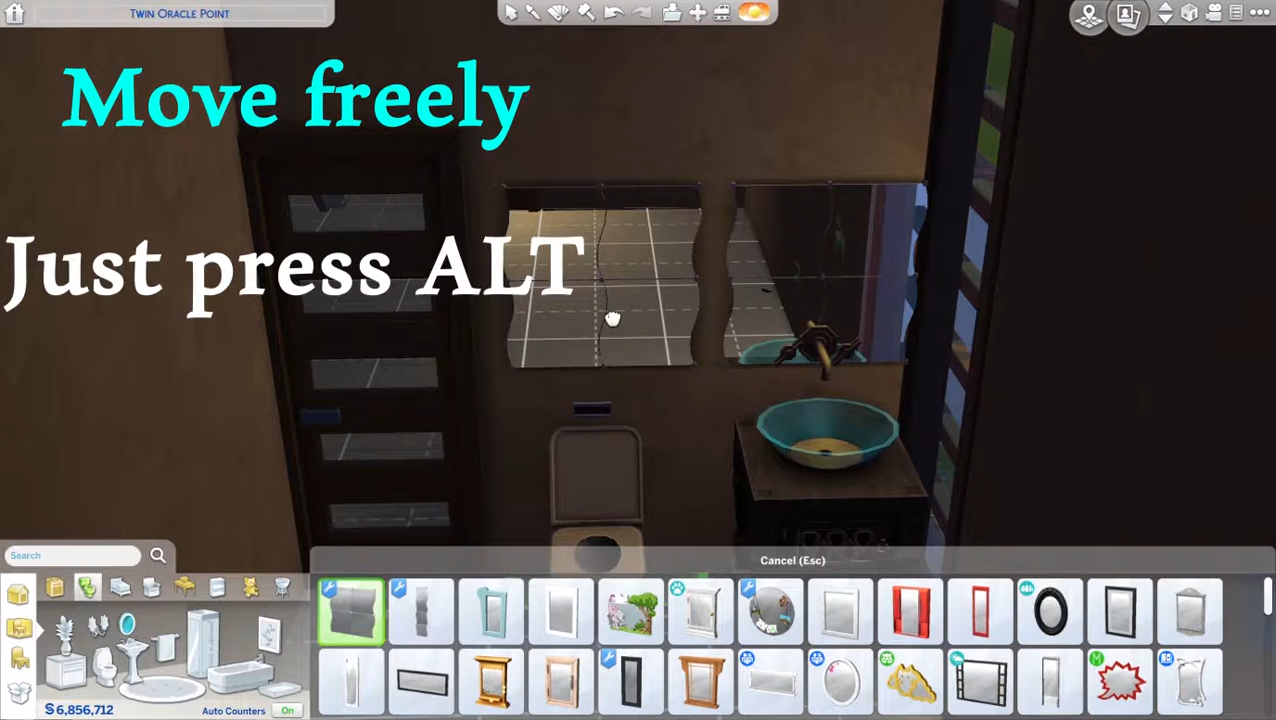 TWIN ORACLE POINT
Move freely
Just press ALT
Cancel (Esc)
Search
§6,856,712
Auto Counters
On
M